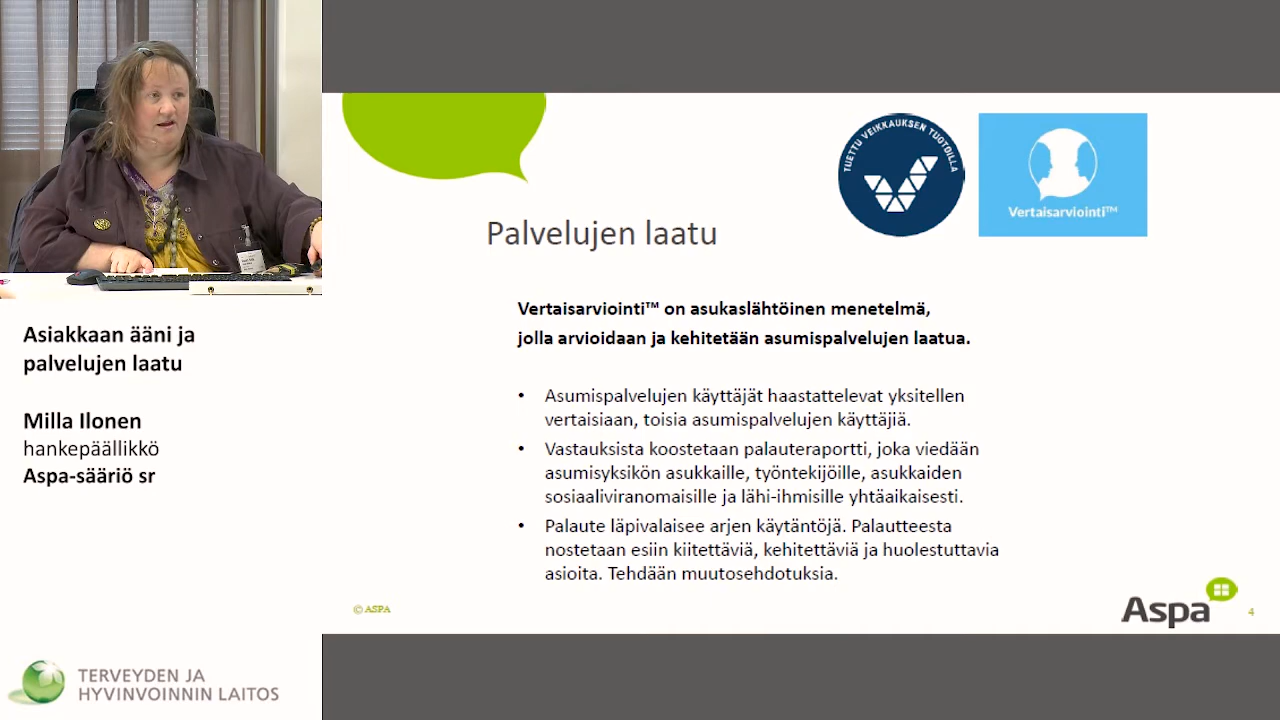 Asiakkaan ääni ja
palvelujen laatu
Milla Ilonen
hankepäällikkö
Aspa-sääriö sr
TERVEYDEN JA
HYVINVOINNIN LAITOS
TUETTU VEIKKAUKSEN TUOTOILLA
Vertaisarviointi™
Palvelujen laatu
Vertaisarviointi™ on asukaslähtöinen menetelmä,
jolla arvioidaan ja kehitetään asumispalvelujen laatua.
• Asumispalvelujen käyttäjät haastattelevat yksitellen
vertaisiaan, toisia asumispalvelujen käyttäjiä.
• Vastauksista koostetaan palauteraportti, joka viedään
asumisyksikön asukkaille, työntekijöille, asukkaiden
sosiaaliviranomaisille ja lähi-ihmisille yhtäaikaisesti.
• Palaute läpivalaisee arjen käytäntöjä. Palautteesta
nostetaan esiin kiitettäviä, kehitettäviä ja huolestuttavia
asioita. Tehdään muutosehdotuksia.
© ASPA
Aspa
4